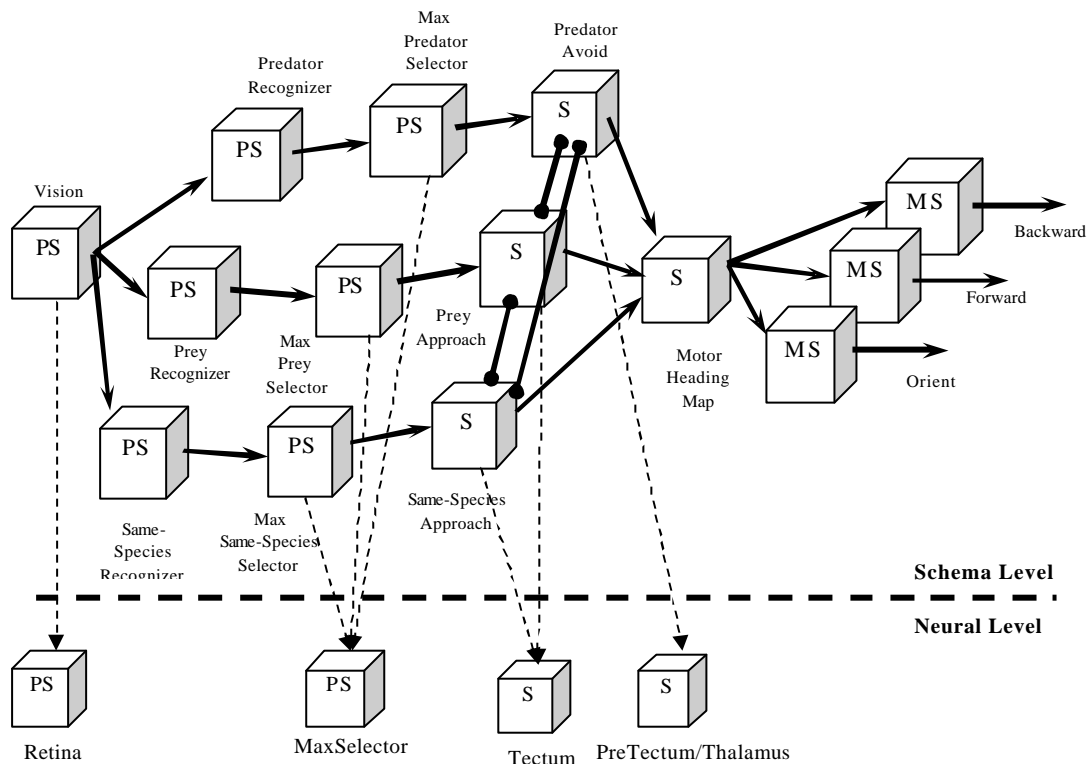 Max
Predator
Selector
Predator
Avoid
Predator
Recognizer
S
PS
PS
Vision
MS
Backward
PS
S
MS
S
PS
PS
Forward
MS
Prey
Recognizer
Max
Prey
Selector
Prey
Approach
Motor
Heading
Map
Orient
PS
PS
S
Same-
Species
Recognizer
Max
Same-Species
Selector
Same-Species
Approach
Schema Level
Neural Level
PS
PS
S
S
Retina
MaxSelector
Tectum
PreTectum/Thalamus